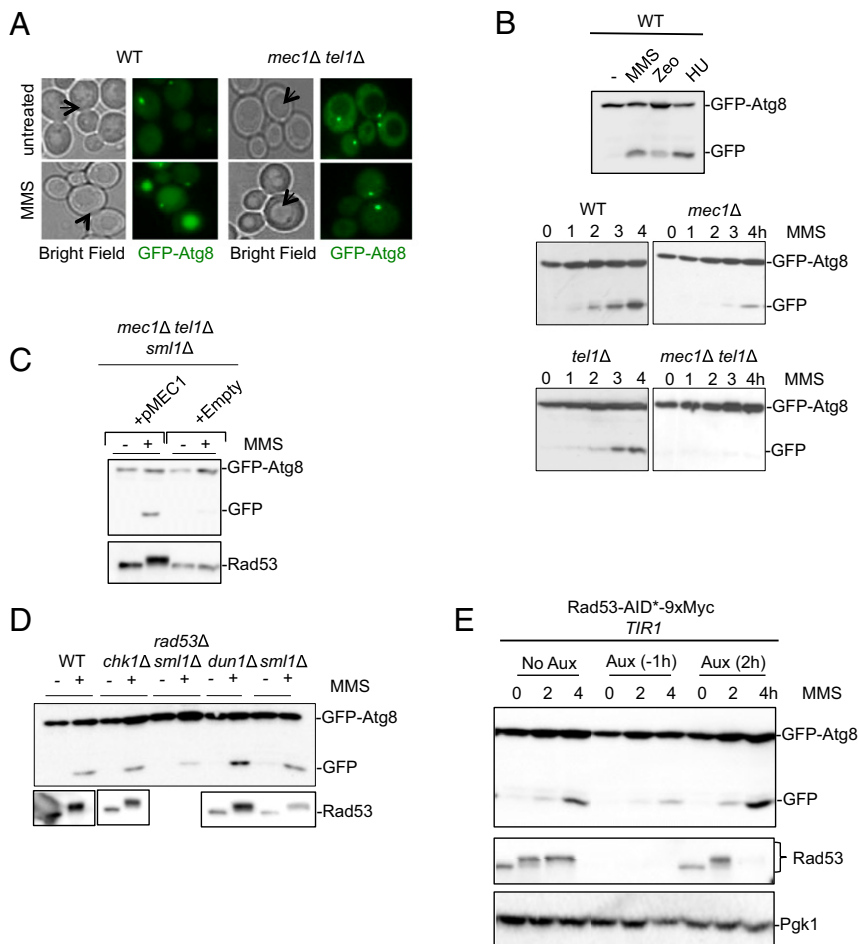 A
WT mec1Δ tel1Δ
untreated
MMS
Bright Field GFP-Atg8 Bright Field GFP-Atg8
B
WT
- MMS Zeo HU
-GFP-Atg8
-GFP
WT mec1Δ
0 1 2 3 4 0 1 2 3 4h MMS
-GFP-Atg8
-GFP
tel1Δ mec1Δ tel1Δ
0 1 2 3 4 0 1 2 3 4h MMS
-GFP-Atg8
-GFP
C
mec1Δ tel1Δ
sml1Δ
+pMEC1 +Empty
- + - + MMS
-GFP-Atg8
-GFP
-Rad53
D
rad53Δ
WT chk1Δ sml1Δ dun1Δ sml1Δ
- + - + - + - + - + MMS
-GFP-Atg8
-GFP
-Rad53
E
Rad53-AID*-9xMyc
TIR1
No Aux Aux (-1h) Aux (2h)
0 2 4 0 2 4 0 2 4h MMS
-GFP-Atg8
-GFP
Rad53
-Pgk1